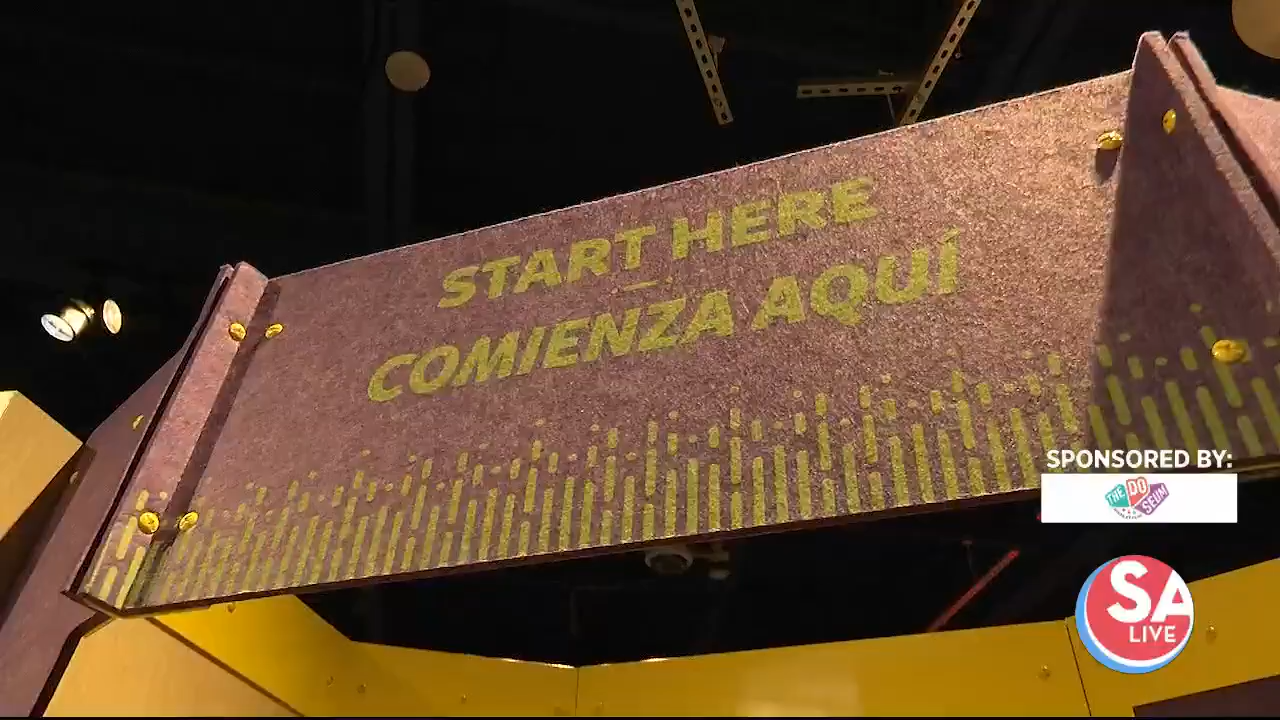 START HERE
COMIENZA AQUÍ
SPONSORED BY:
THE DO SEUM
SA
LIVE